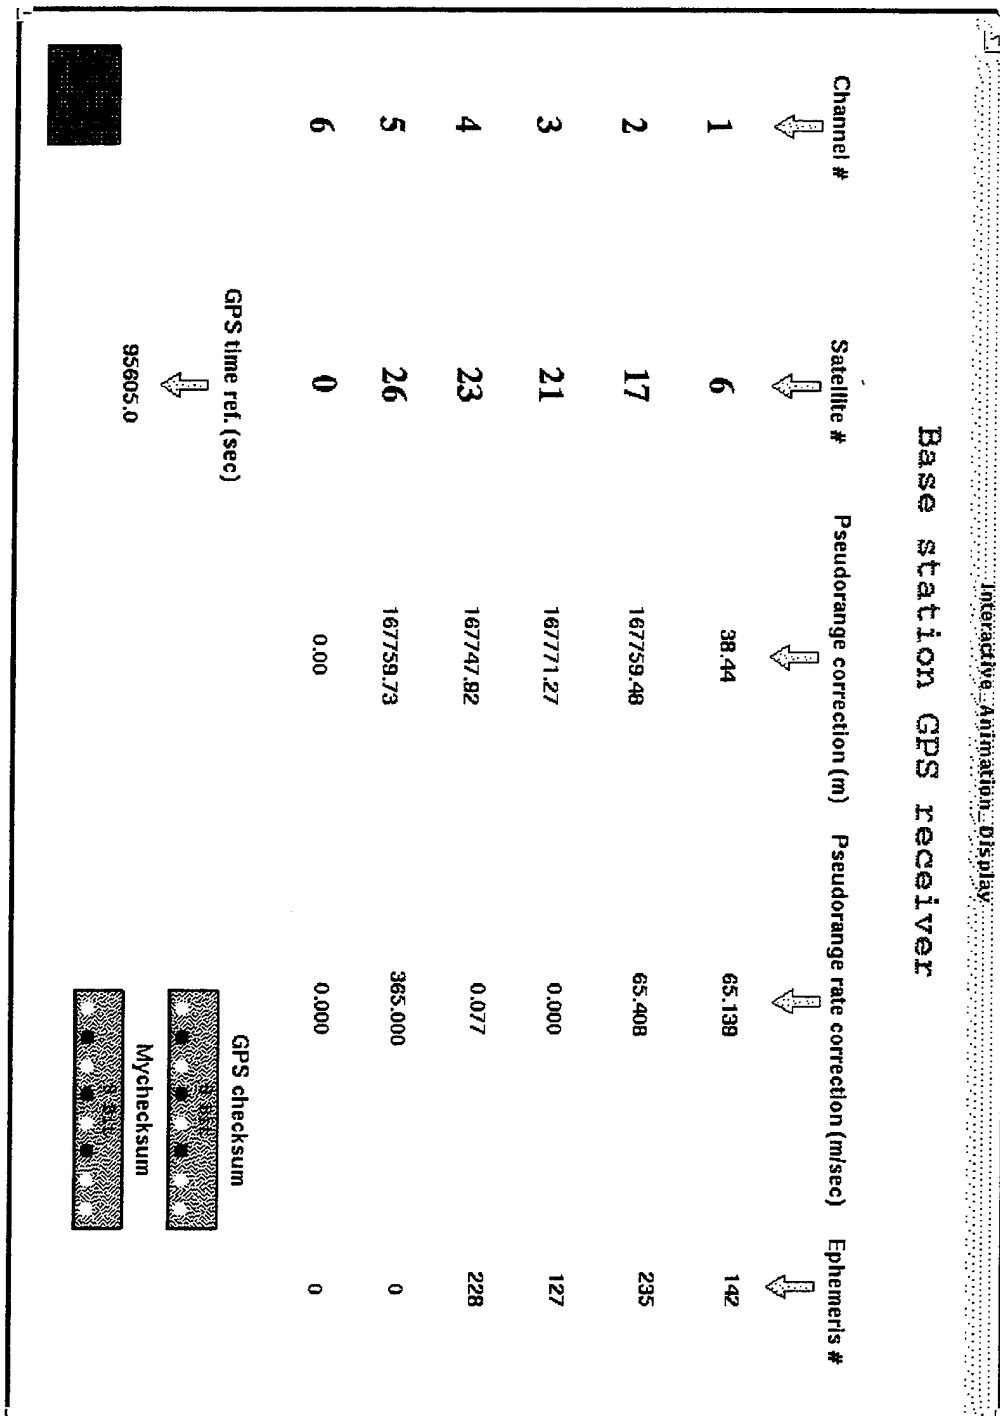 Interactive_Animation_Display
Base station GPS receiver
Channel # Satellite # Pseudorange correction (m) Pseudorange rate correction (m/sec) Ephemeris #
1 6 38.44 65.139 142
2 17 167759.48 65.408 235
3 21 167771.27 0.000 127
4 23 167747.92 0.077 228
5 26 167759.73 365.000 0
6 0 0.00 0.000 0
GPS time ref. (sec) GPS checksum
95605.0
Mychecksum